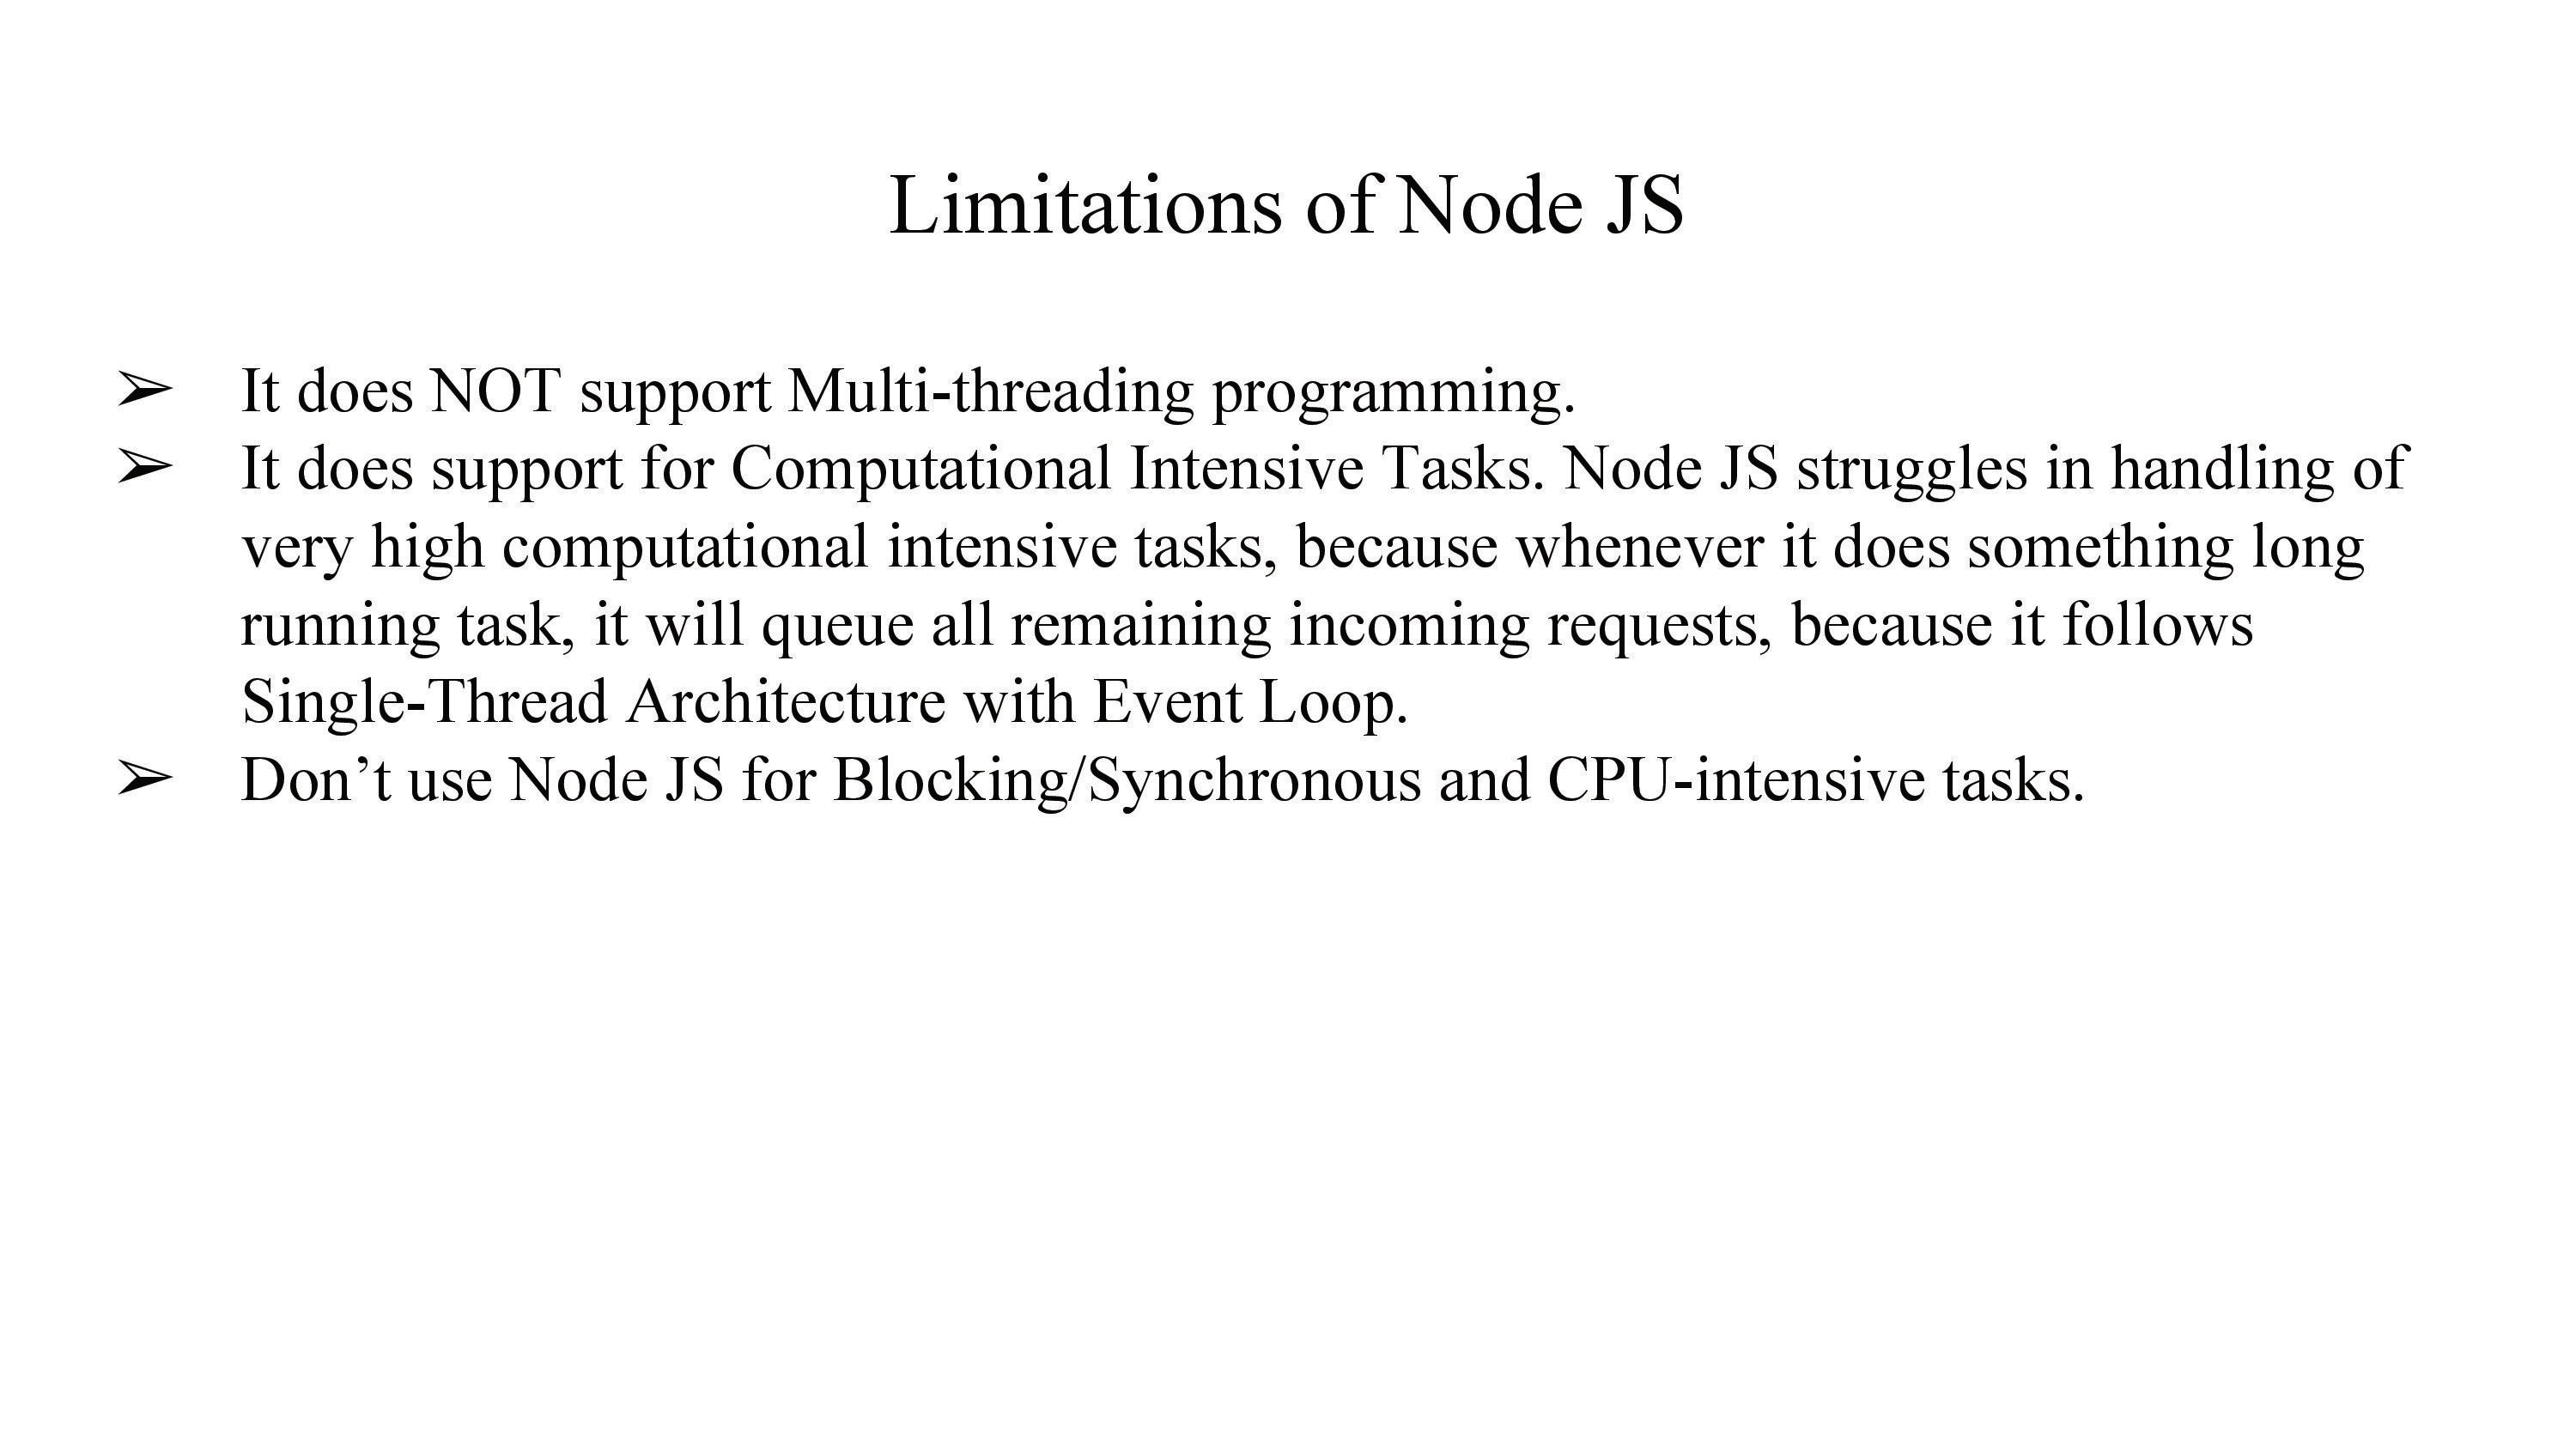 Limitations of Node JS
➢ It does NOT support Multi-threading programming.
➢ It does support for Computational Intensive Tasks. Node JS struggles in handling of
very high computational intensive tasks, because whenever it does something long
running task, it will queue all remaining incoming requests, because it follows
Single-Thread Architecture with Event Loop.
➢ Don’t use Node JS for Blocking/Synchronous and CPU-intensive tasks.